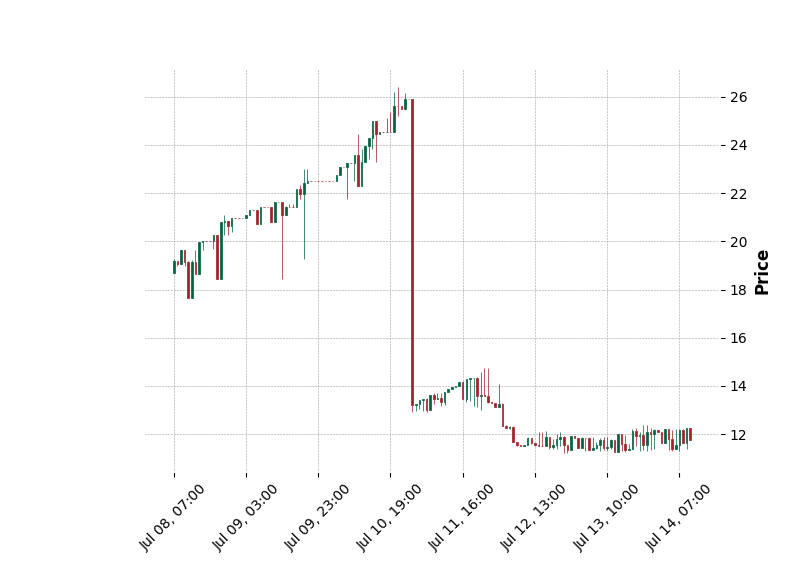 26
24
22
20
18
16
14
12
Price
Jul 08, 07:00
Jul 09, 03:00
Jul 09, 23:00
Jul 10, 19:00
Jul 11, 16:00
Jul 12, 13:00
Jul 13, 10:00
Jul 14, 07:00